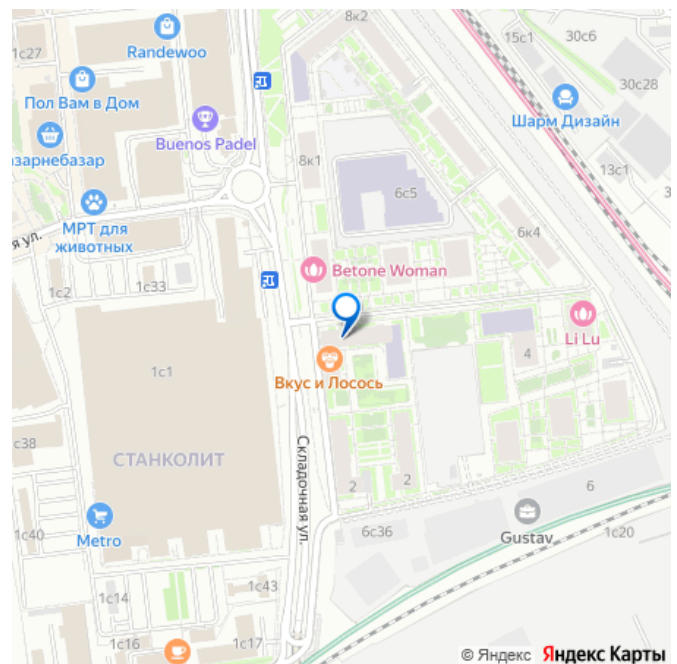 8к2
15с1
30с6
1с27
Randewoo
30с28
Пол Вам в Дом
Шарм Дизайн
Buenos Padel
азарнебазар
8к1
13с1
6с5
3
МРТ для
животных
я ул.
6к4
Betone Woman
1с2
1с33
Li Lu
1с1
4
Вкус и Лосось
с38
СТАНКОЛИТ
Складочная ул.
2
2
6
Metro
1с40
6с36
Gustav
1с20
1с14
1с43
1с16
1с17
© Яндекс Яндекс Карты